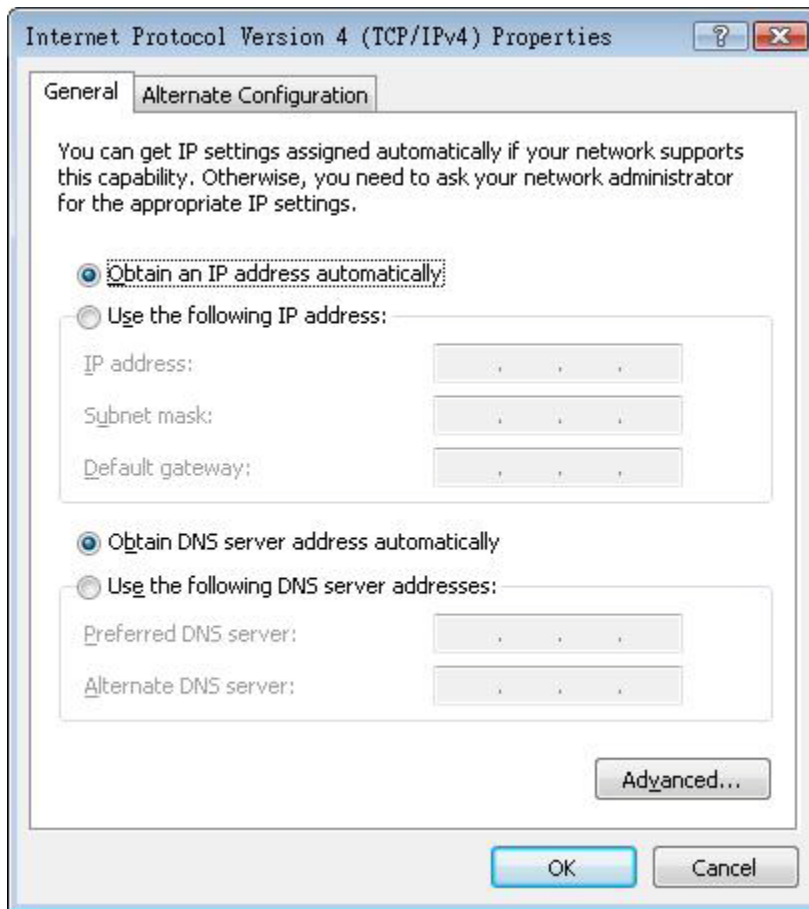 Internet Protocol Version 4 (TCP/IPv4) Properties
General
Alternate Configuration
You can get IP settings assigned automatically if your network supports
this capability. Otherwise, you need to ask your network administrator
for the appropriate IP settings.
Obtain an IP address automatically
Use the following IP address:
IP address:
Subnet mask:
Default gateway:
Obtain DNS server address automatically
Use the following DNS server addresses:
Preferred DNS server:
Alternate DNS server:
Advanced...
OK
Cancel